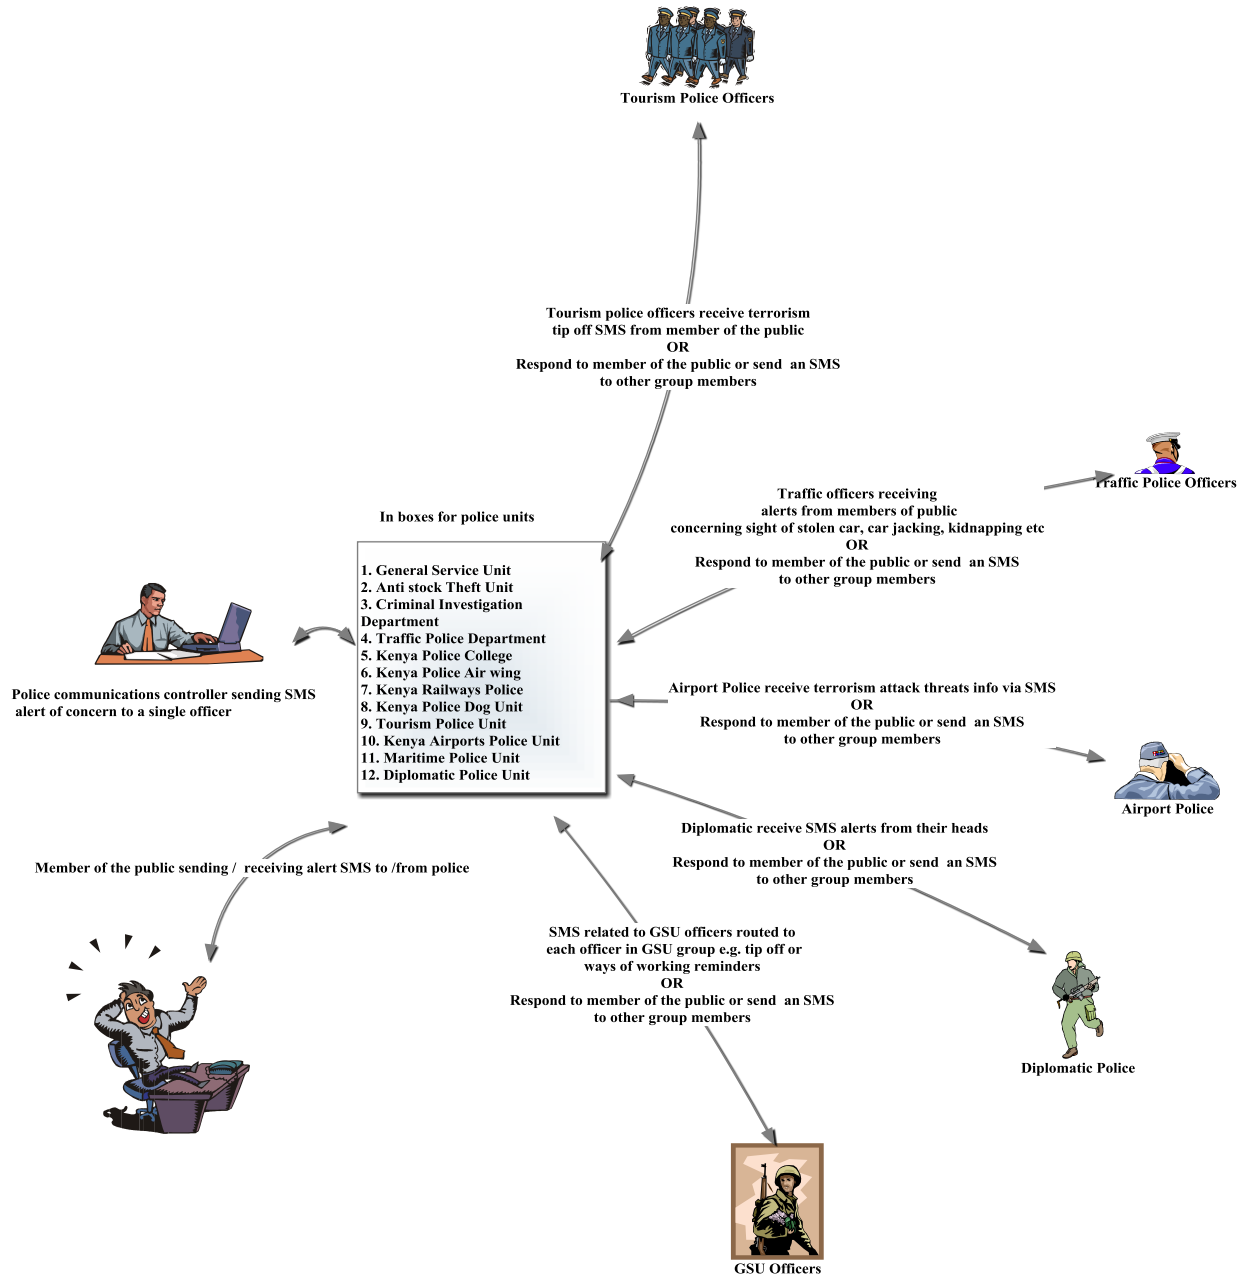 Tourism Police Officers
Tourism police officers receive terrorism
tip off SMS from member of the public
OR
Respond to member of the public or send an SMS
to other group members
Traffic Police Officers
Traffic officers receiving
alerts from members of public
concerning sight of stolen car, car jacking, kidnapping etc
OR
Respond to member of the public or send an SMS
to other group members
In boxes for police units
1. General Service Unit
2. Anti stock Theft Unit
3. Criminal Investigation
Department
4. Traffic Police Department
5. Kenya Police College
6. Kenya Police Air wing
7. Kenya Railways Police
8. Kenya Police Dog Unit
9. Tourism Police Unit
10. Kenya Airports Police Unit
11. Maritime Police Unit
12. Diplomatic Police Unit
Police communications controller sending SMS
alert of concern to a single officer
Airport Police receive terrorism attack threats info via SMS
OR
Respond to member of the public or send an SMS
to other group members
Airport Police
Diplomatic receive SMS alerts from their heads
OR
Respond to member of the public or send an SMS
to other group members
Member of the public sending / receiving alert SMS to /from police
SMS related to GSU officers routed to
each officer in GSU group e.g. tip off or
ways of working reminders
OR
Respond to member of the public or send an SMS
to other group members
Diplomatic Police
GSU Officers